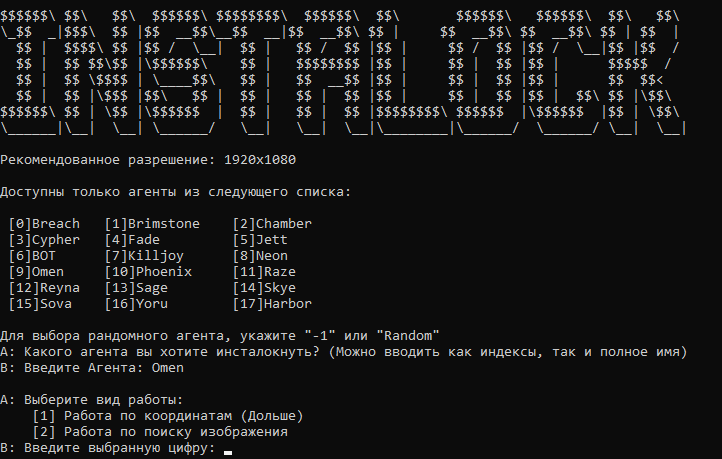 INSTALOCK
Рекомендованное разрешение: 1920x1080
Доступны только агенты из следующего списка:
[0]Breach [1]Brimstone [2]Chamber
[3]Cypher [4]Fade [5]Jett
[6]BOT [7]Killjoy [8]Neon
[9]Omen [10]Phoenix [11]Raze
[12]Reyna [13]Sage [14]Skye
[15]Sova [16]Yoru [17]Harbor
Для выбора рандомного агента, укажите "-1" или "Random"
A: Какого агента вы хотите инсталокнуть? (Можно вводить как индексы, так и полное имя)
B: Введите Агента: Omen
A: Выберите вид работы:
[1] Работа по координатам (Дольше)
[2] Работа по поиску изображения
B: Введите выбранную цифру: